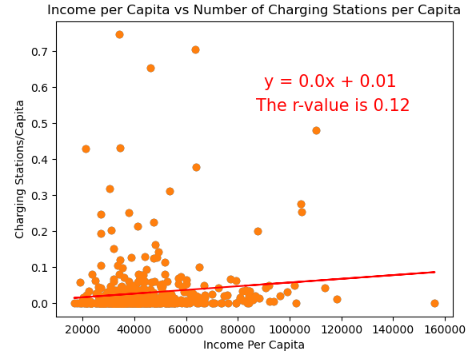 Income per Capita vs Number of Charging Stations per Capita
y = 0.0x + 0.01
The r-value is 0.12
Charging Stations/Capita
0.7
0.6
0.5
0.4
0.3
0.2
0.1
0.0
20000 40000 60000 80000 100000 120000 140000 160000
Income Per Capita